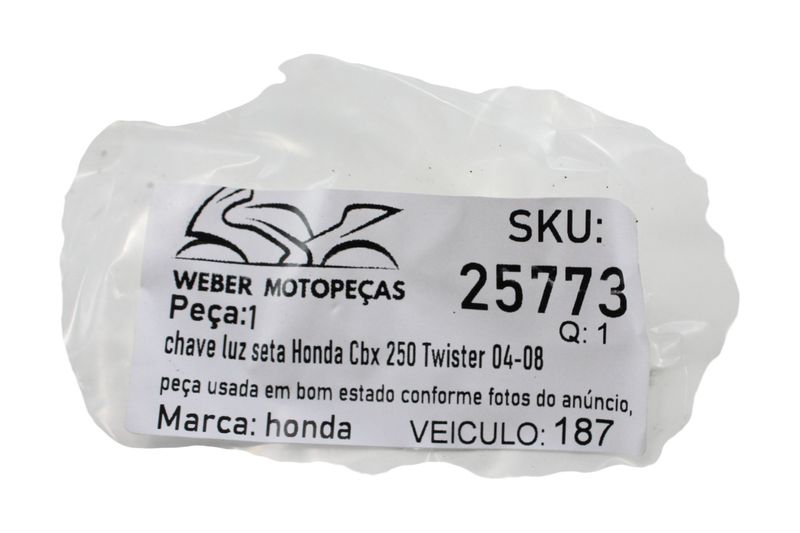 WEBER MOTOPEÇAS
SKU:
25773
Peça:1
Q: 1
chave luz seta Honda Cbx 250 Twister 04-08
peça usada em bom estado conforme fotos do anúncio,
Marca: honda
VEICULO: 187